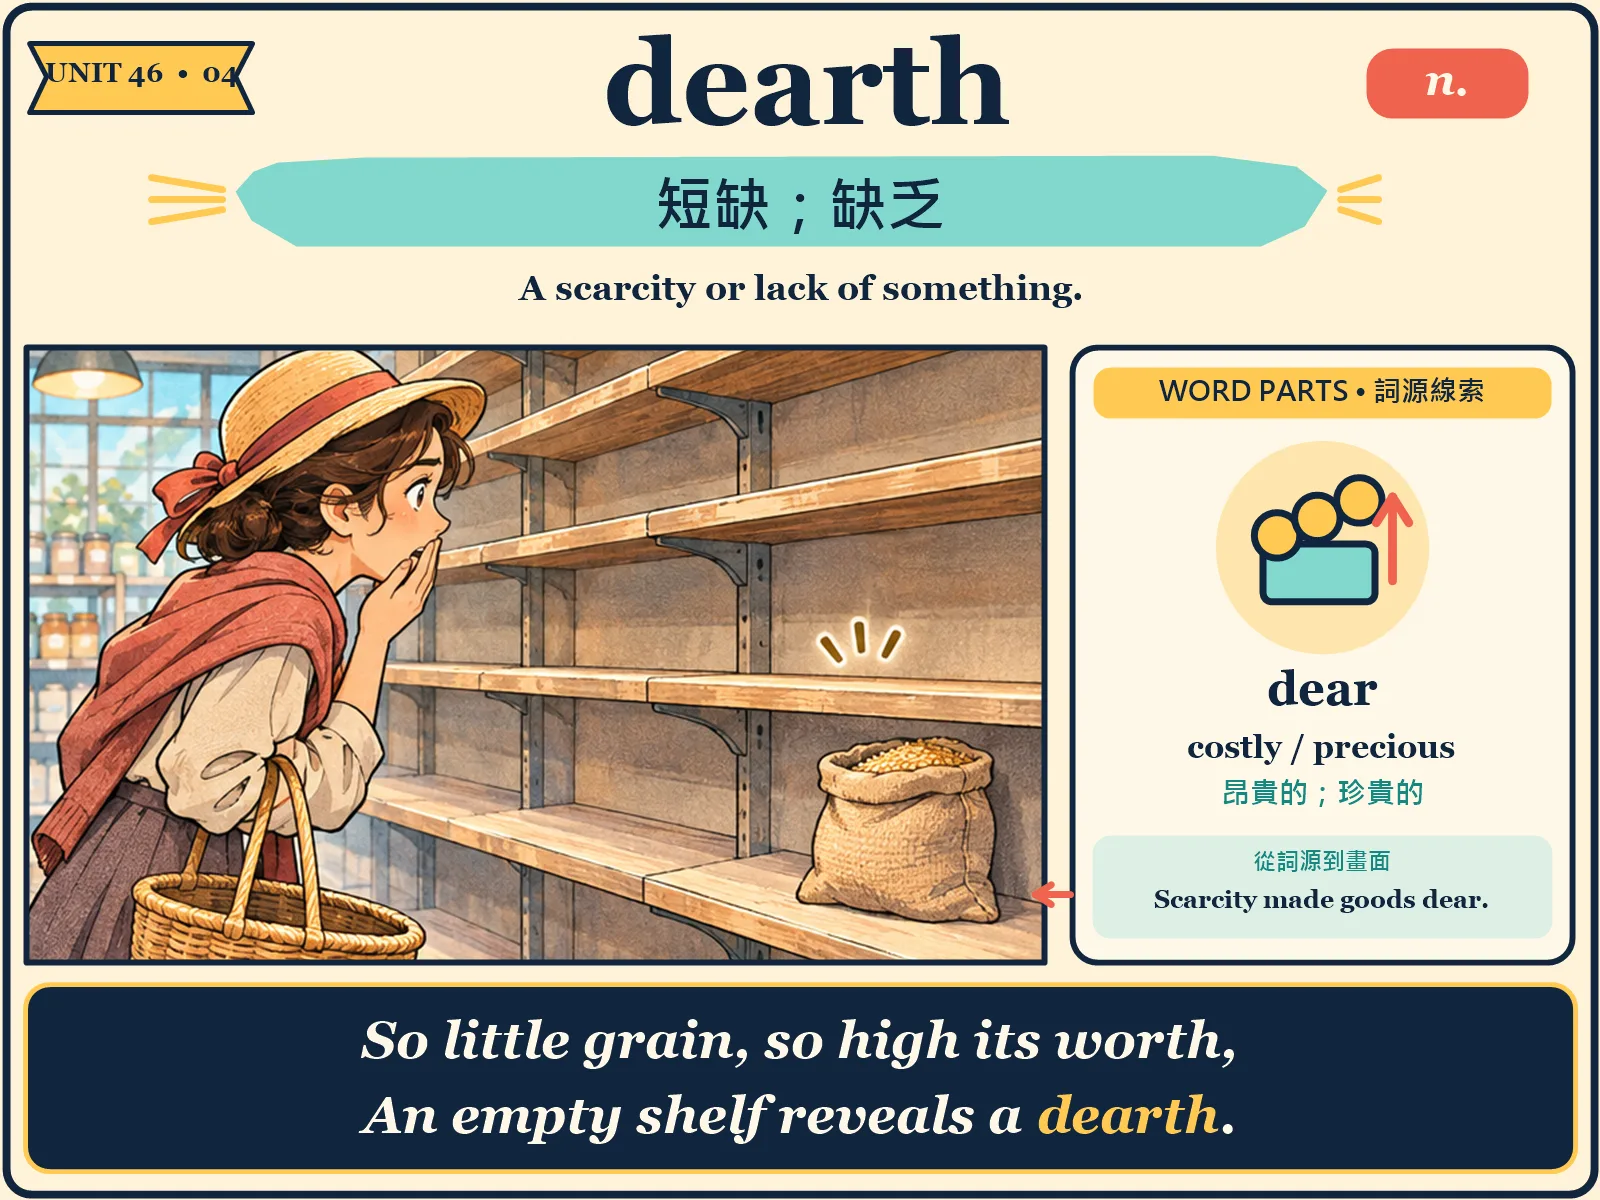 UNIT 46 • 04
dearth
n.
短缺；缺乏
A scarcity or lack of something.
WORD PARTS • 詞源線索
dear
costly / precious
昂貴的；珍貴的
從詞源到畫面
Scarcity made goods dear.
So little grain, so high its worth,
An empty shelf reveals a dearth.